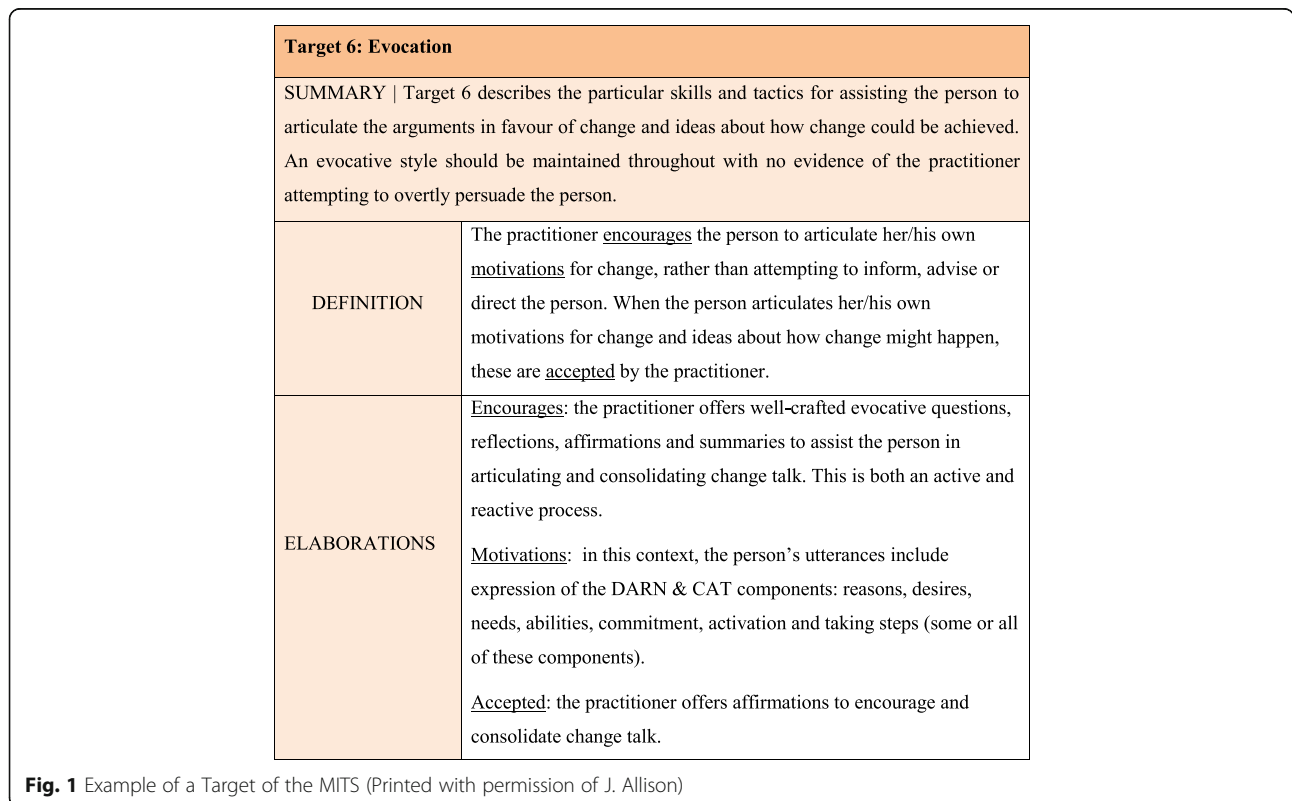 Target 6: Evocation
SUMMARY | Target 6 describes the particular skills and tactics for assisting the person to
articulate the arguments in favour of change and ideas about how change could be achieved.
An evocative style should be maintained throughout with no evidence of the practitioner
attempting to overtly persuade the person.
DEFINITION
The practitioner encourages the person to articulate her/his own
motivations for change, rather than attempting to inform, advise or
direct the person. When the person articulates her/his own
motivations for change and ideas about how change might happen,
these are accepted by the practitioner.
ELABORATIONS
Encourages: the practitioner offers well-crafted evocative questions,
reflections, affirmations and summaries to assist the person in
articulating and consolidating change talk. This is both an active and
reactive process.
Motivations: in this context, the person's utterances include
expression of the DARN & CAT components: reasons, desires,
needs, abilities, commitment, activation and taking steps (some or all
of these components).
Accepted: the practitioner offers affirmations to encourage and
consolidate change talk.
Fig. 1 Example of a Target of the MITS (Printed with permission of J. Allison)